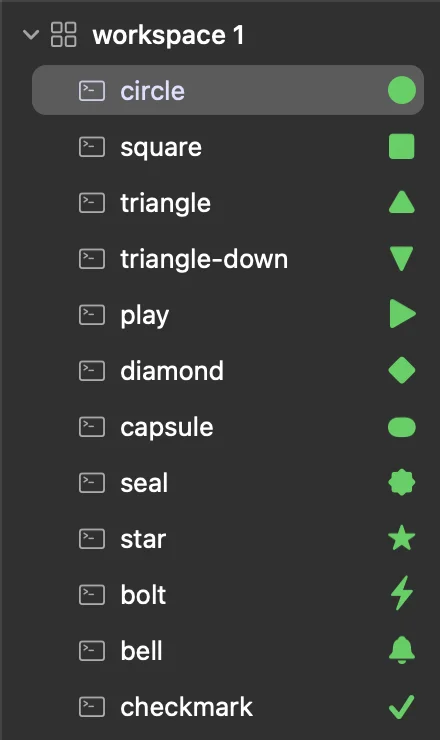 workspace 1
circle
square
triangle
triangle-down
play
diamond
capsule
seal
star
bolt
bell
checkmark